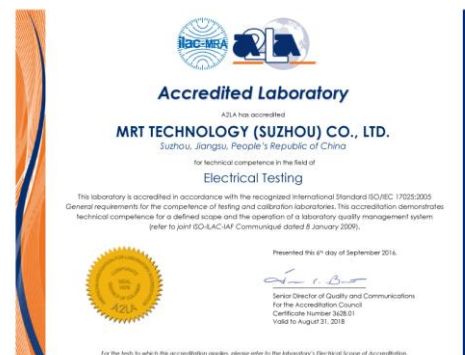 ilac-MRA
A2LA
Accredited Laboratory
A2LA has accredited
MRT TECHNOLOGY (SUZHOU) CO., LTD.
Suzhou, Jiangsu, People's Republic of China
for technical competence in the field of
Electrical Testing
This laboratory is accredited in accordance with the recognized International Standard ISO/IEC 17025:2005
General requirements for the competence of testing and calibration laboratories. This accreditation demonstrates
technical competence for a defined scope and the operation of a laboratory quality management system
(refer to joint ISO-ILAC-IAF Communiqué dated 8 January 2009).
Presented this 6th day of September 2016.
Senior Director of Quality and Communications
For the Accreditation Council
Certificate Number 3628.01
Valid to August 31, 2018
SEAL
1978
A2LA
For the tests to which this accreditation applies, please refer to the laboratory's Electrical Scope of Accreditation.